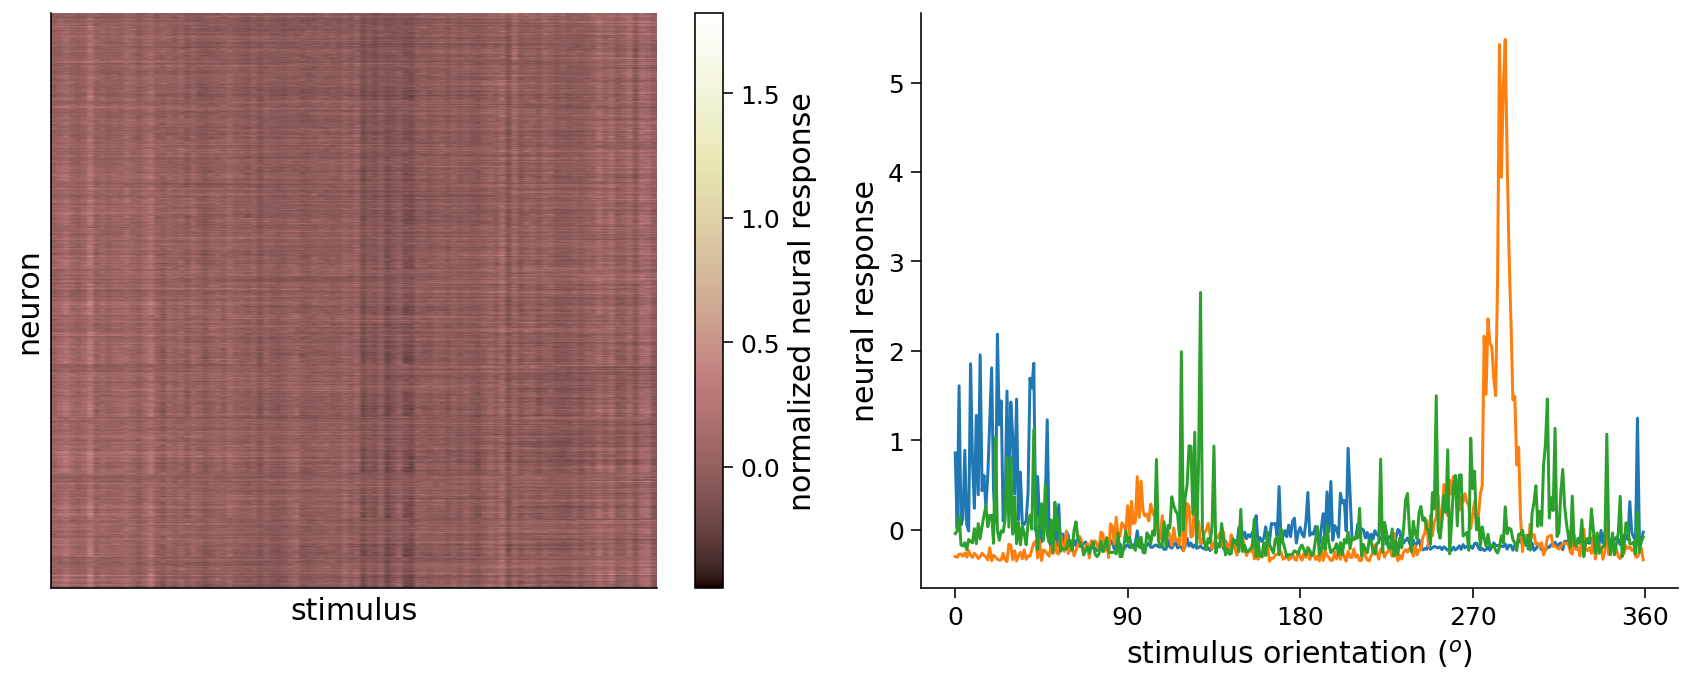 neuron
stimulus
1.5
1.0
0.5
0.0
normalized neural response
neural response
5
4
3
2
1
0
0 90 180 270 360
stimulus orientation (°)